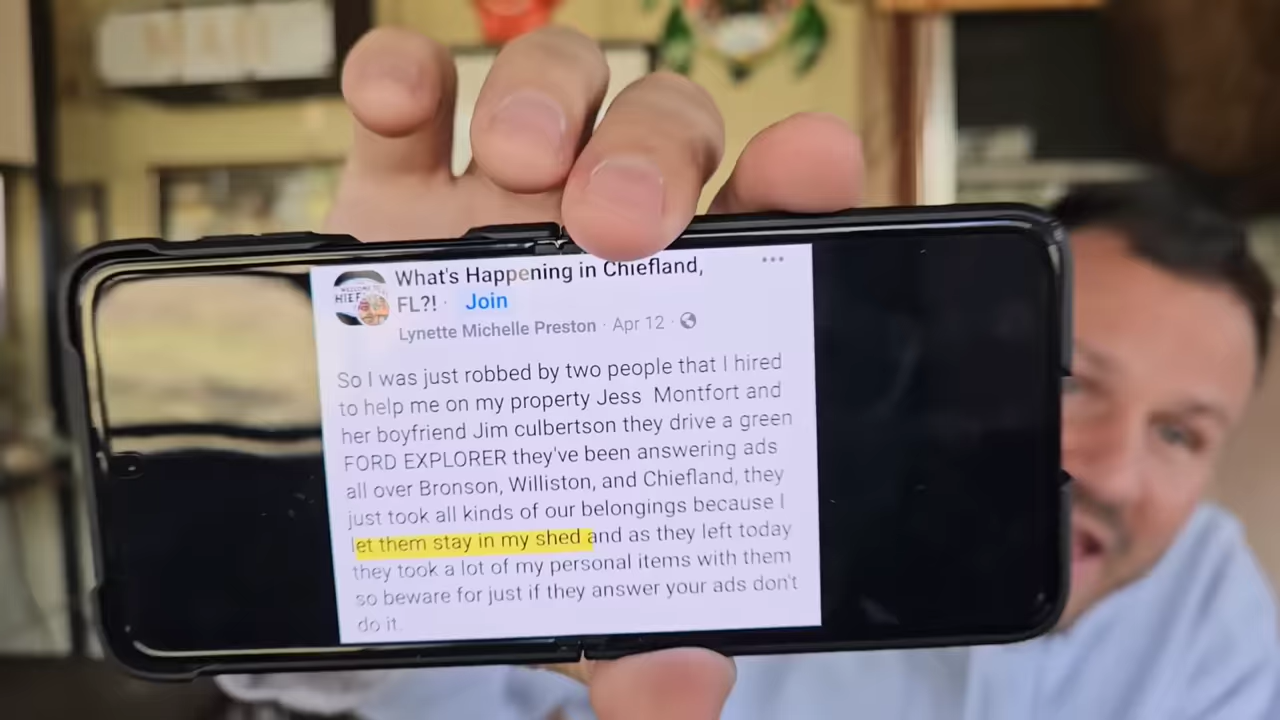 What's Happening in Chiefland,
FL?! · Join
Lynette Michelle Preston · Apr 12 ·
So I was just robbed by two people that I hired
to help me on my property Jess Montfort and
her boyfriend Jim culbertson they drive a green
FORD EXPLORER they've been answering ads
all over Bronson, Williston, and Chiefland, they
just took all kinds of our belongings because I
let them stay in my shed and as they left today
they took a lot of my personal items with them
so beware for just if they answer your ads don't
do it.